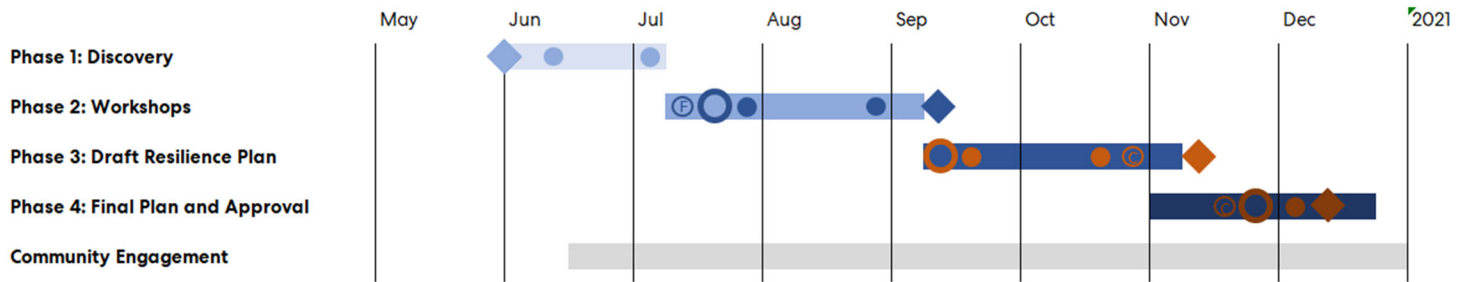 May Jun Jul Aug Sep Oct Nov Dec 2021
Phase 1: Discovery
Phase 2: Workshops
F
Phase 3: Draft Resilience Plan
C
Phase 4: Final Plan and Approval
C
Community Engagement